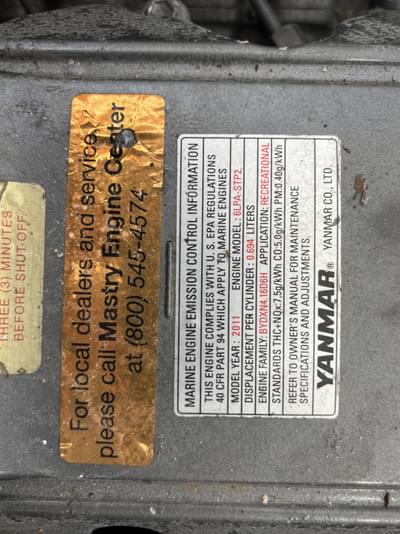 THREE (3) MINUTES
BEFORE SHUT-OFF.
For local dealers and service,
please call Mastry Engine Center
at (800) 545-4574
MARINE ENGINE EMISSION CONTROL INFORMATION
THIS ENGINE COMPLIES WITH U. S. EPA REGULATIONS
40 CFR PART 94 WHICH APPLY TO MARINE ENGINES
MODEL YEAR : 2011 ENGINE MODEL : 6LPA-STP2
DISPLACEMENT PER CYLINDER : 0.694 LITERS
ENGINE FAMILY: BYDXN4.16D6H APPLICATION: RECREATIONAL
STANDARDS THC+NOx:7.5g/kWh CO:5.0g/kWh PM:0.40g/kWh
REFER TO OWNER'S MANUAL FOR MAINTENANCE
SPECIFICATIONS AND ADJUSTMENTS.
YANMAR® YANMAR CO., LTD.